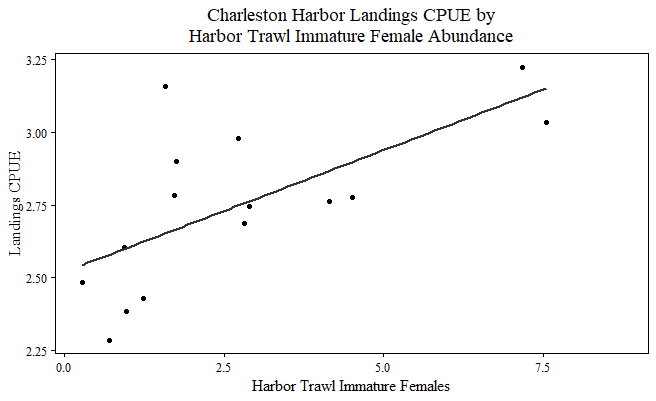 Charleston Harbor Landings CPUE by
Harbor Trawl Immature Female Abundance
3.25
3.00
2.75
2.50
2.25
Landings CPUE
0.0 2.5 5.0 7.5
Harbor Trawl Immature Females